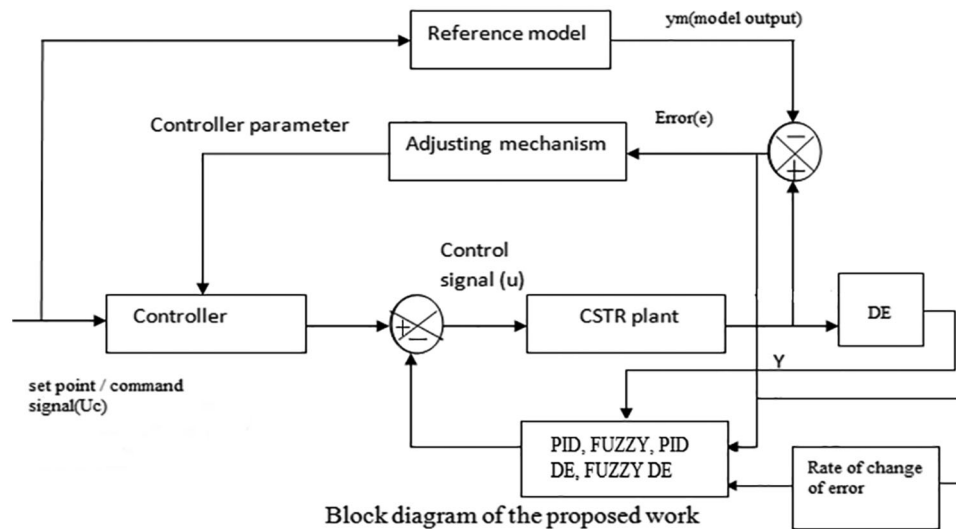 ym(model output)
Reference model
Error(e)
Controller parameter
Adjusting mechanism
−
+
Control
signal (u)
Controller
+
−
CSTR plant
DE
Y
set point / command
signal(Uc)
PID, FUZZY, PID
DE, FUZZY DE
Rate of change
of error
Block diagram of the proposed work